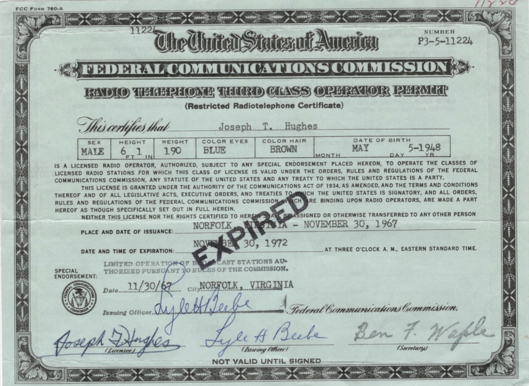 FCC Form 760-A
1122
The United States of America
NUMBER
P3-5-11224
FEDERAL COMMUNICATIONS COMMISSION
RADIO TELEPHONE THIRD CLASS OPERATOR PERMIT
(Restricted Radiotelephone Certificate)
This certifies that Joseph T. Hughes
SEX HEIGHT WEIGHT COLOR EYES COLOR HAIR DATE OF BIRTH
MALE 6 1 190 BLUE BROWN MAY 5-1948
FT IN MONTH DAY YR
IS A LICENSED RADIO OPERATOR, AUTHORIZED, SUBJECT TO ANY SPECIAL ENDORSEMENT PLACED HEREON, TO OPERATE THE CLASSES OF
LICENSED RADIO STATIONS FOR WHICH THIS CLASS OF LICENSE IS VALID UNDER THE ORDERS, RULES AND REGULATIONS OF THE FEDERAL
COMMUNICATIONS COMMISSION, ANY STATUTE OF THE UNITED STATES AND ANY TREATY TO WHICH THE UNITED STATES IS A PARTY.
THIS LICENSE IS GRANTED UNDER THE AUTHORITY OF THE COMMUNICATIONS ACT OF 1934, AS AMENDED, AND THE TERMS AND CONDITIONS
THEREOF AND OF ALL LEGISLATIVE ACTS, EXECUTIVE ORDERS, AND TREATIES TO WHICH THE UNITED STATES IS SIGNATORY, AND ALL ORDERS,
RULES AND REGULATIONS OF THE FEDERAL COMMUNICATIONS COMMISSION, ARE BINDING UPON RADIO OPERATORS, ARE MADE A PART
HEREOF AS THOUGH SPECIFICALLY SET OUT IN FULL HEREIN.
NEITHER THIS LICENSE NOR THE RIGHTS CERTIFIED TO HEREIN ASSIGNED OR OTHERWISE TRANSFERRED TO ANY OTHER PERSON
PLACE AND DATE OF ISSUANCE: NORFOLK, - NOVEMBER 30, 1967
DATE AND TIME OF EXPIRATION: NOVEMBER 30, 1972 AT THREE O'CLOCK A. M., EASTERN STANDARD TIME.
EXPIRED
SPECIAL
ENDORSEMENT:
LIMITED OPERATION OF BROADCAST STATIONS AU-
THORIZED PURSUANT TO RULES OF THE COMMISSION.
Date 11/30/67 NORFOLK, VIRGINIA
Issuing Officer Lyle H Beebe Federal Communications Commission.
Joseph T Hughes Lyle H Beebe Ben F. Waple
(Licensee) (Issuing Officer) (Secretary)
NOT VALID UNTIL SIGNED